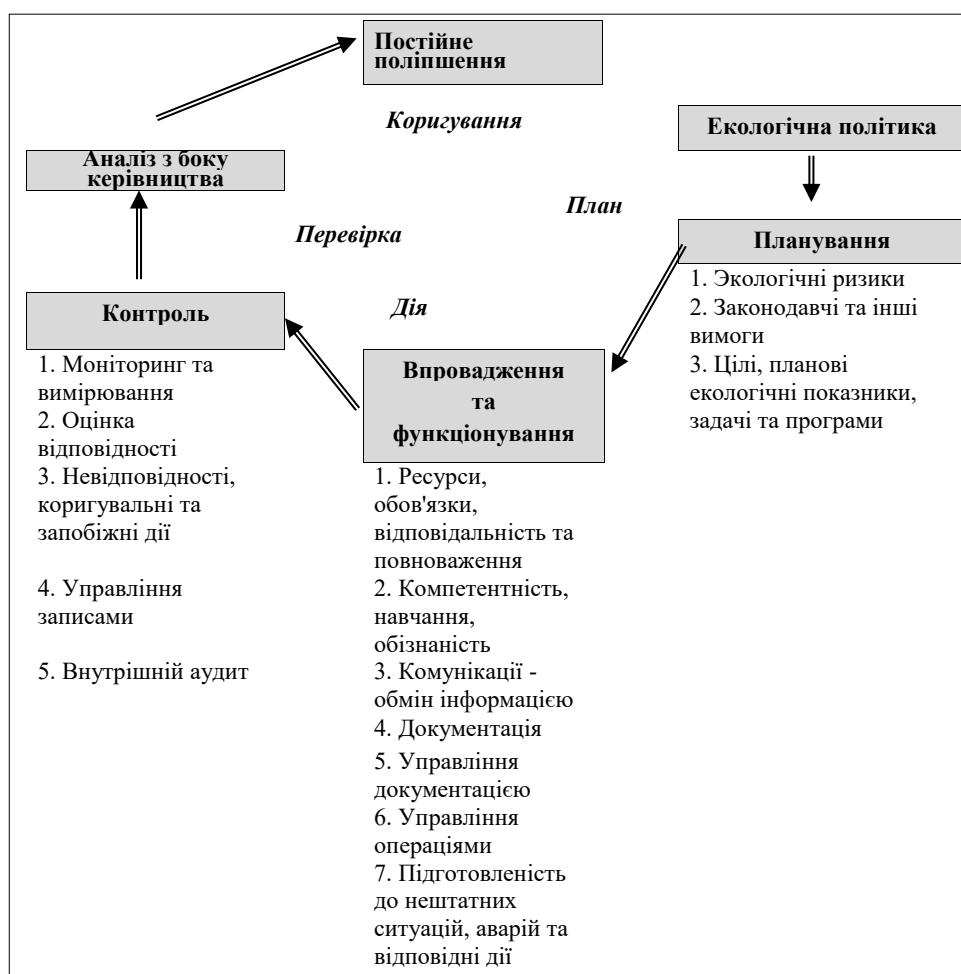 Постійне
поліпшення
Коригування
Екологічна політика
Аналіз з боку
керівництва
План
Перевірка
Планування
1. Экологічні ризики
2. Законодавчі та інші
вимоги
3. Цілі, планові
екологічні показники,
задачі та програми
Дія
Контроль
1. Моніторинг та
вимірювання
2. Оцінка
відповідності
3. Невідповідності,
коригувальні та
запобіжні дії
4. Управління
записами
5. Внутрішній аудит
Впровадження
та
функціонування
1. Ресурси,
обов'язки,
відповідальність та
повноваження
2. Компетентність,
навчання,
обізнаність
3. Комунікації -
обмін інформацією
4. Документація
5. Управління
документацією
6. Управління
операціями
7. Підготовленість
до нештатних
ситуацій, аварій та
відповідні дії